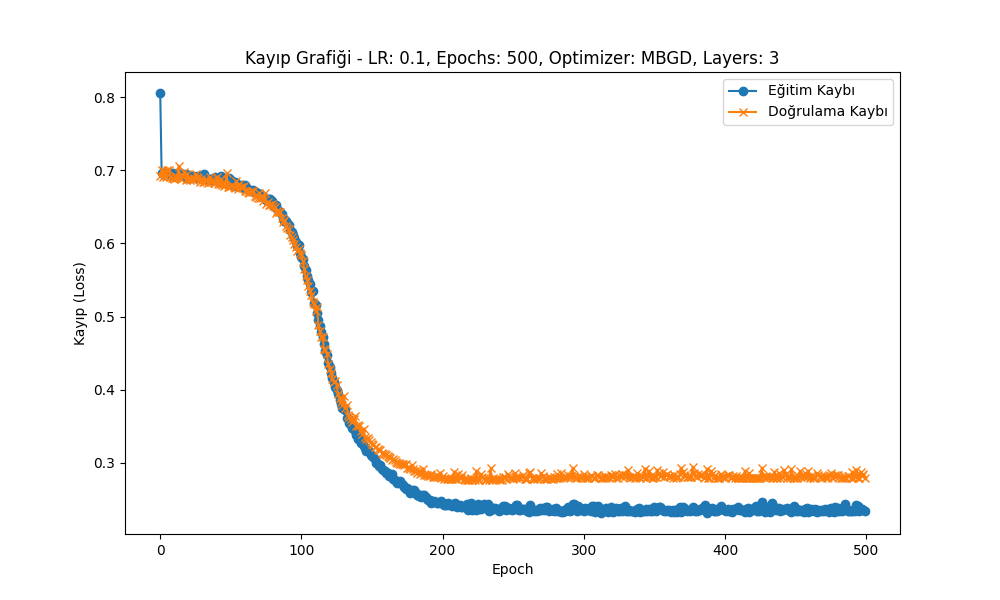 Kayıp Grafiği - LR: 0.1, Epochs: 500, Optimizer: MBGD, Layers: 3
Eğitim Kaybı
Doğrulama Kaybı
0.8
0.7
0.6
0.5
0.4
0.3
Kayıp (Loss)
0 100 200 300 400 500
Epoch